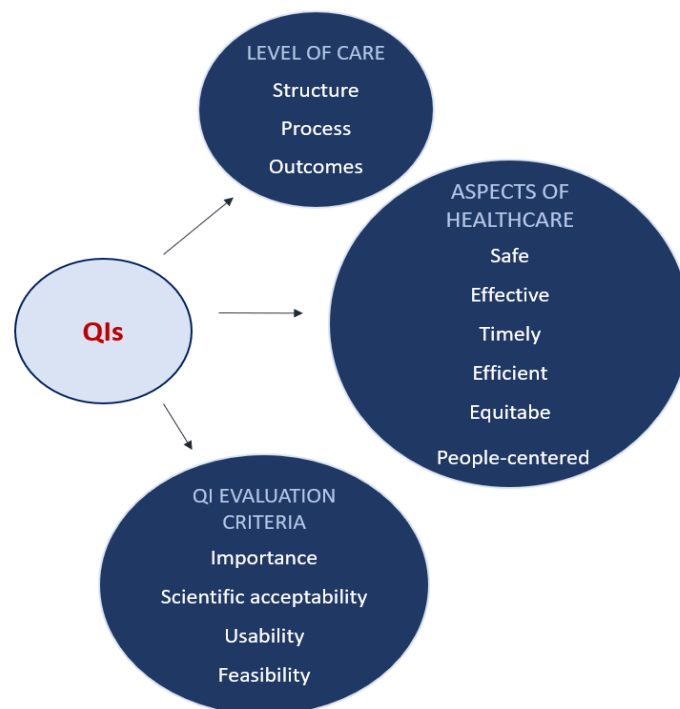 LEVEL OF CARE
Structure
Process
Outcomes
ASPECTS OF
HEALTHCARE
Safe
Effective
Timely
Efficient
Equitabe
People-centered
QIs
QI EVALUATION
CRITERIA
Importance
Scientific acceptability
Usability
Feasibility